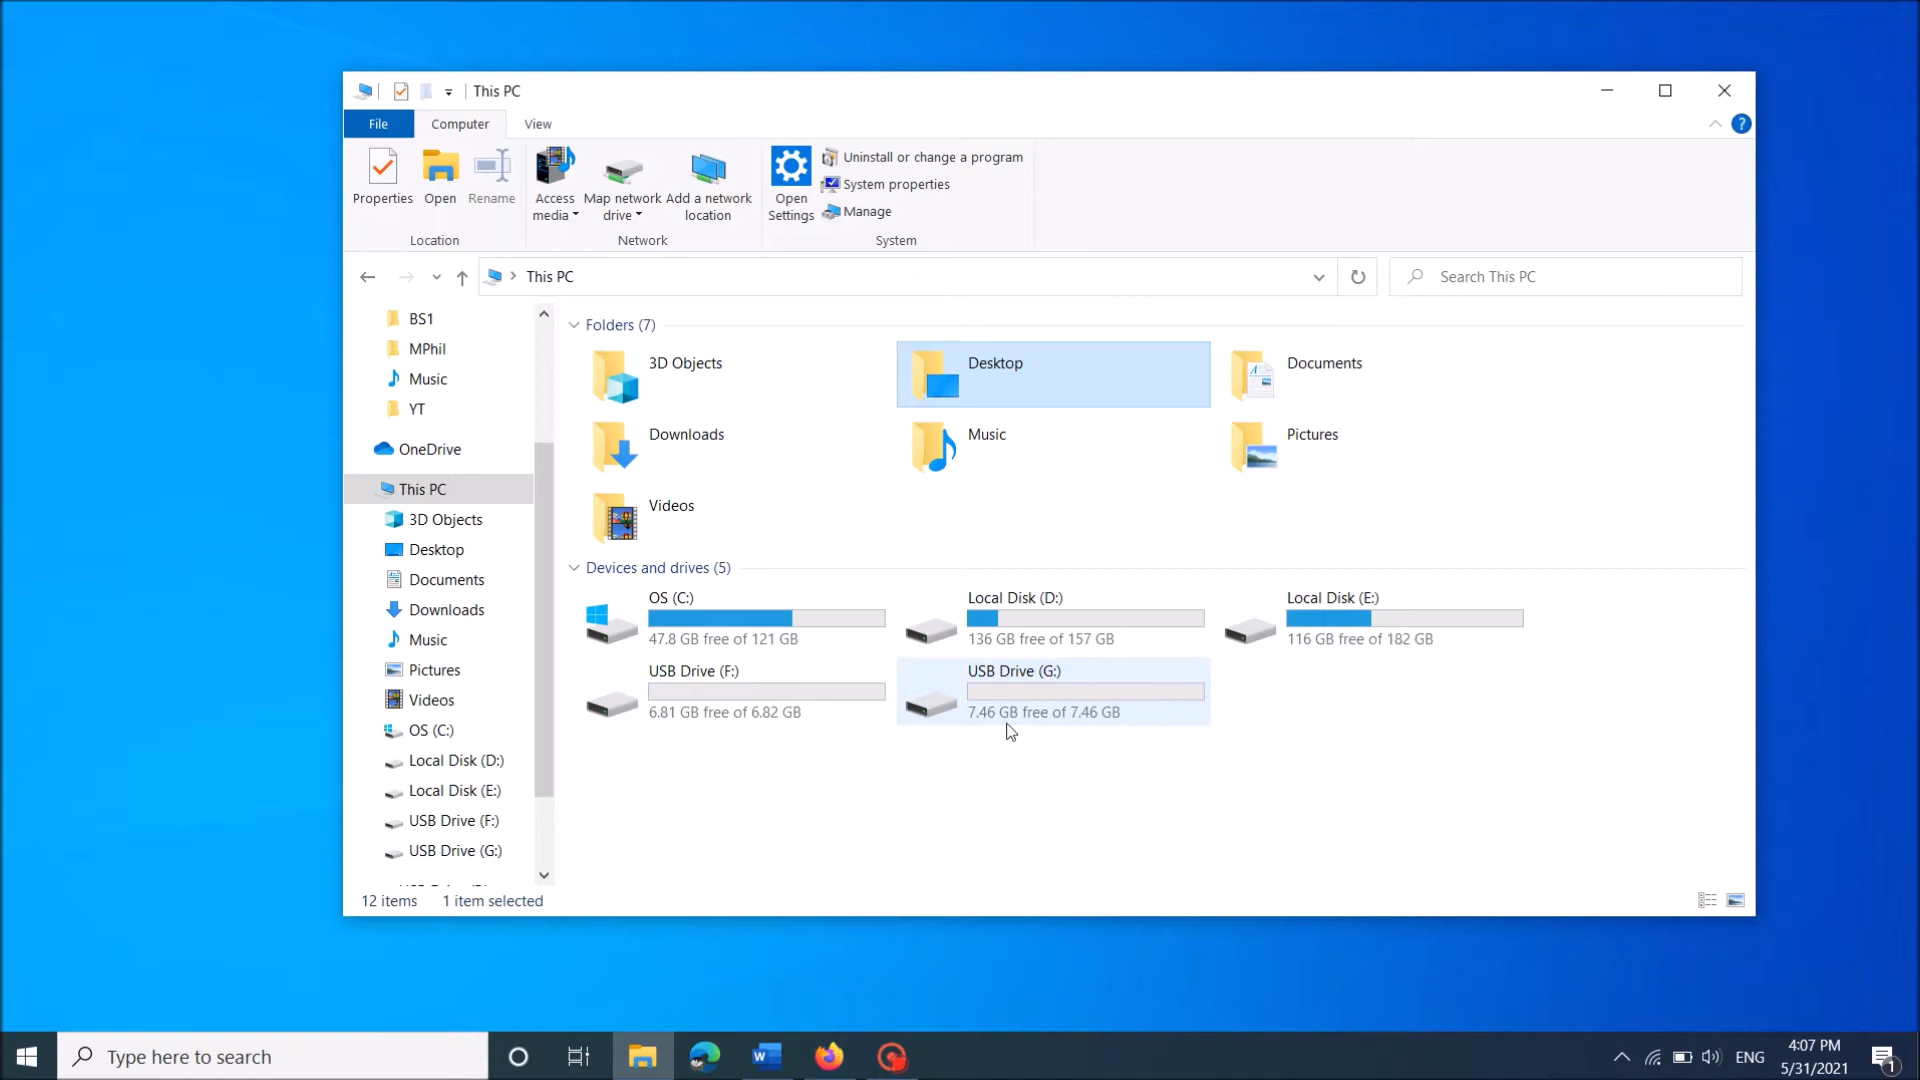 This PC
File
Computer
View
Properties
Open
Rename
Access media
Map network drive
Add a network location
Open Settings
Uninstall or change a program
System properties
Manage
Location
Network
System
This PC
Search This PC
BS1
MPhil
Music
YT
OneDrive
This PC
3D Objects
Desktop
Documents
Downloads
Music
Pictures
Videos
OS (C:)
Local Disk (D:)
Local Disk (E:)
USB Drive (F:)
USB Drive (G:)
Folders (7)
3D Objects
Desktop
Documents
Downloads
Music
Pictures
Videos
Devices and drives (5)
OS (C:)
47.8 GB free of 121 GB
Local Disk (D:)
136 GB free of 157 GB
Local Disk (E:)
116 GB free of 182 GB
USB Drive (F:)
6.81 GB free of 6.82 GB
USB Drive (G:)
7.46 GB free of 7.46 GB
12 items
1 item selected
Type here to search
ENG
4:07 PM
5/31/2021
1